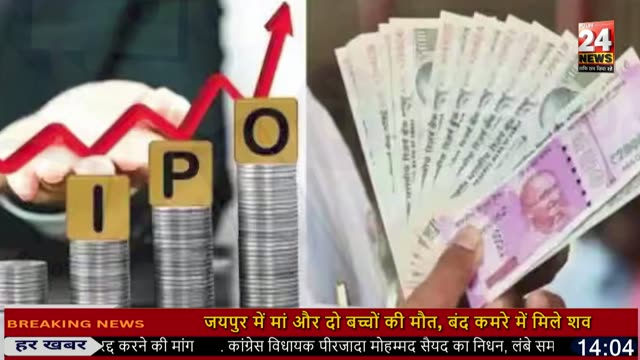 24
NEWS
I P O
BREAKING NEWS
जयपुर में मां और दो बच्चों की मौत, बंद कमरे में मिले शव
हर खबर
रद्द करने की मांग . कांग्रेस विधायक पीरजादा मोहम्मद सैयद का निधन, लंबे सम
14:04